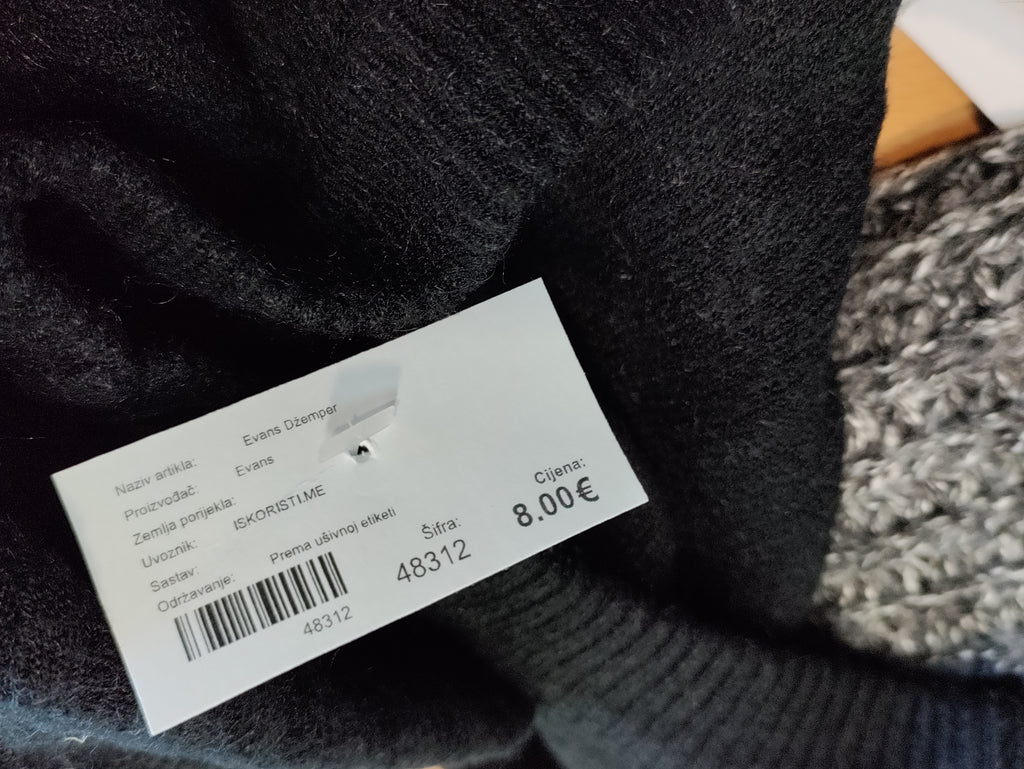 Naziv artikla: Evans Džemper
Proizvođač: Evans
Zemlja porijekla:
Uvoznik: ISKORISTI.ME
Sastav:
Održavanje: Prema ušivnoj etiketi
48312
Šifra:
48312
Cijena:
8.00€